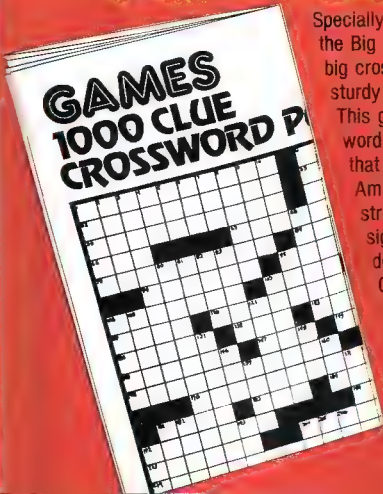 GAMES
1000 CLUE
CROSSWORD P
Specially
the Big
big cros
sturdy
This g
word
that
Am
str
sig
d